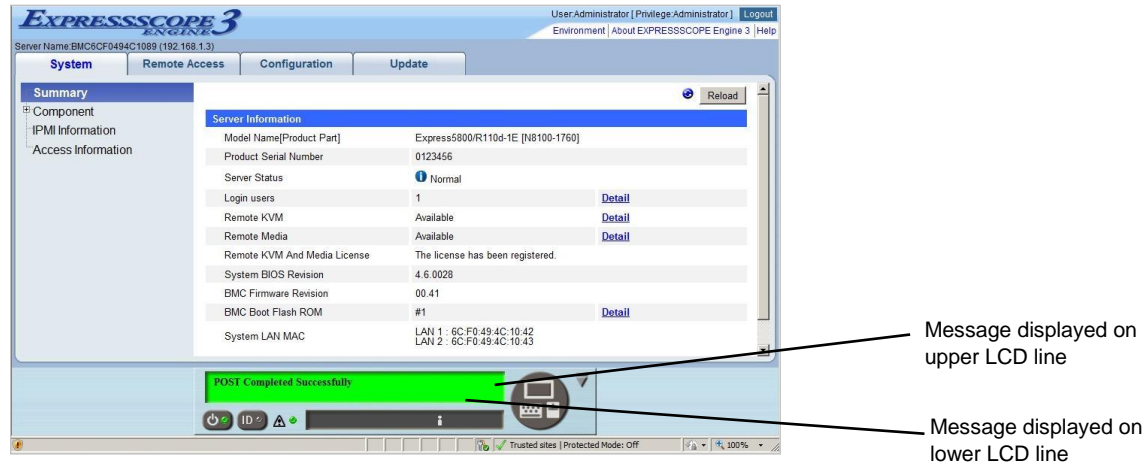 EXPRESSSCOPE 3
ENGINE
User:Administrator [ Privilege:Administrator ] Logout
Environment | About EXPRESSSCOPE Engine 3 | Help
Server Name:BMC6CF0494C1089 (192.168.1.3)
System Remote Access Configuration Update
Summary
Component
IPMI Information
Access Information
Reload
Server Information
Model Name[Product Part] Express5800/R110d-1E [N8100-1760]
Product Serial Number 0123456
Server Status Normal
Login users 1 Detail
Remote KVM Available Detail
Remote Media Available Detail
Remote KVM And Media License The license has been registered.
System BIOS Revision 4.6.0028
BMC Firmware Revision 00.41
BMC Boot Flash ROM #1 Detail
System LAN MAC LAN 1 : 6C:F0:49:4C:10:42
LAN 2 : 6C:F0:49:4C:10:43
Message displayed on
upper LCD line
POST Completed Successfully
ID
Message displayed on
lower LCD line
Trusted sites | Protected Mode: Off 100%